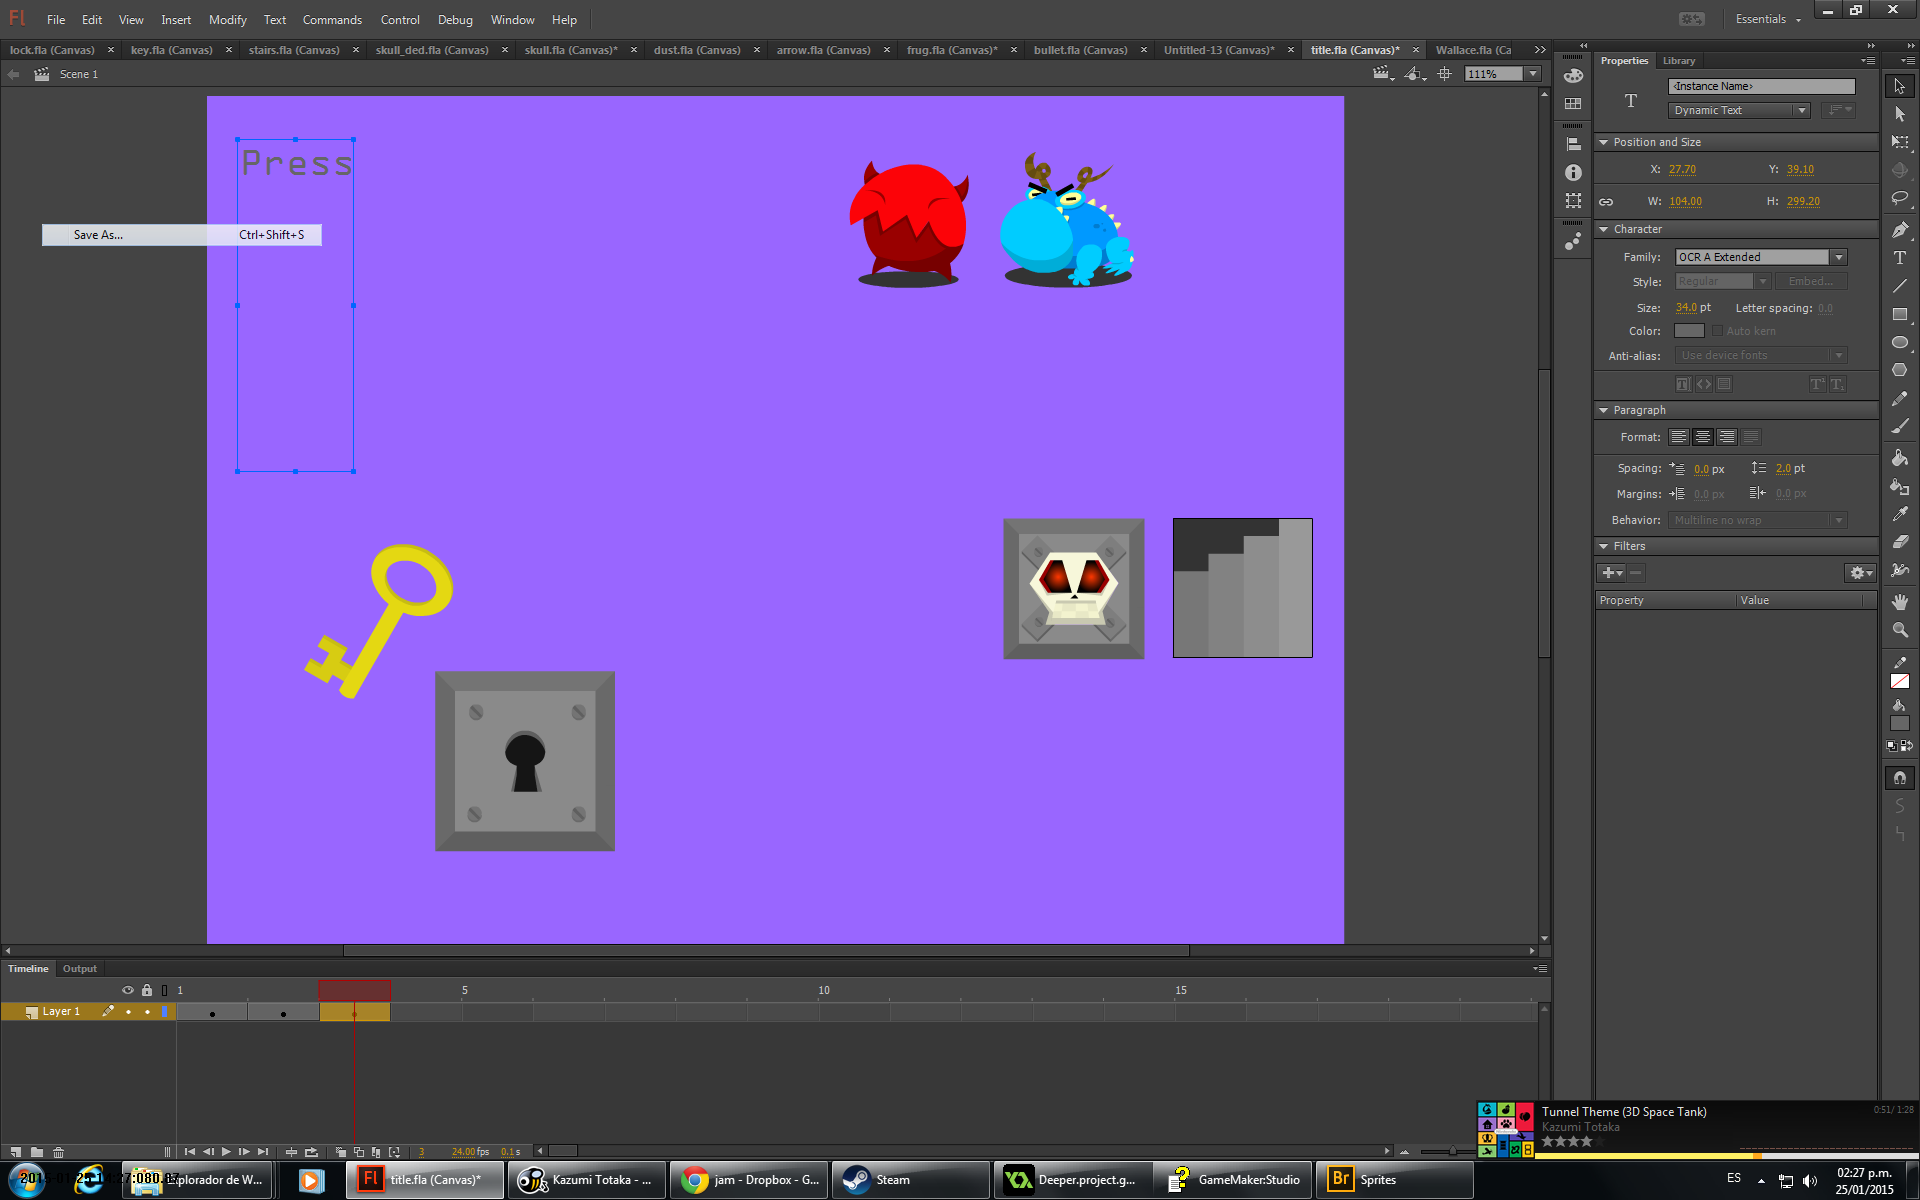 Fl File Edit View Insert Modify Text Commands Control Debug Window Help Essentials
lock.fla (Canvas) × key.fla (Canvas) × stairs.fla (Canvas) × skull_ded.fla (Canvas) × skull.fla (Canvas)* × dust.fla (Canvas) × arrow.fla (Canvas) × frug.fla (Canvas)* × bullet.fla (Canvas) × Untitled-13 (Canvas)* × title.fla (Canvas)* × Wallace.fla (Ca
Scene 1 111%
Press
Save As... Ctrl+Shift+S
Properties Library
<Instance Name>
T Dynamic Text
Position and Size
X: 27.70 Y: 39.10
W: 104.00 H: 299.20
Character
Family: OCR A Extended
Style: Regular Embed...
Size: 34.0 pt Letter spacing: 0.0
Color: Auto kern
Anti-alias: Use device fonts
Paragraph
Format:
Spacing: 0.0 px 2.0 pt
Margins: 0.0 px 0.0 px
Behavior: Multiline no wrap
Filters
Property Value
Timeline Output
1 5 10 15
Layer 1
3 24.00 fps 0.1 s
Tunnel Theme (3D Space Tank) 0:51/ 1:28
Kazumi Totaka
Explorador de W... Fl title.fla (Canvas)* Kazumi Totaka - ... jam - Dropbox - G... Steam Deeper.project.g... GameMaker:Studio Br Sprites
ES 02:27 p.m.
25/01/2015